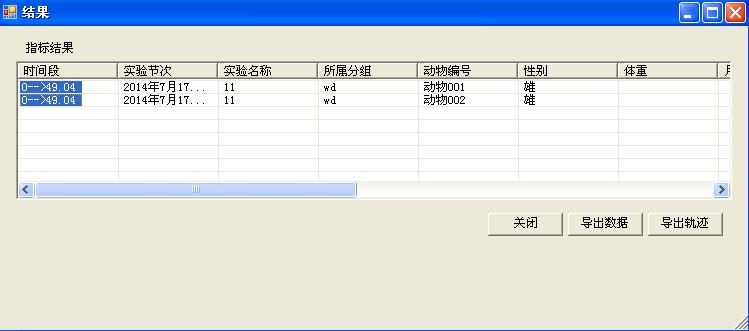 结果
指标结果
时间段 实验节次 实验名称 所属分组 动物编号 性别 体重
0-->49.04 2014年7月17... 11 wd 动物001 雄
0-->49.04 2014年7月17... 11 wd 动物002 雄
关闭 导出数据 导出轨迹